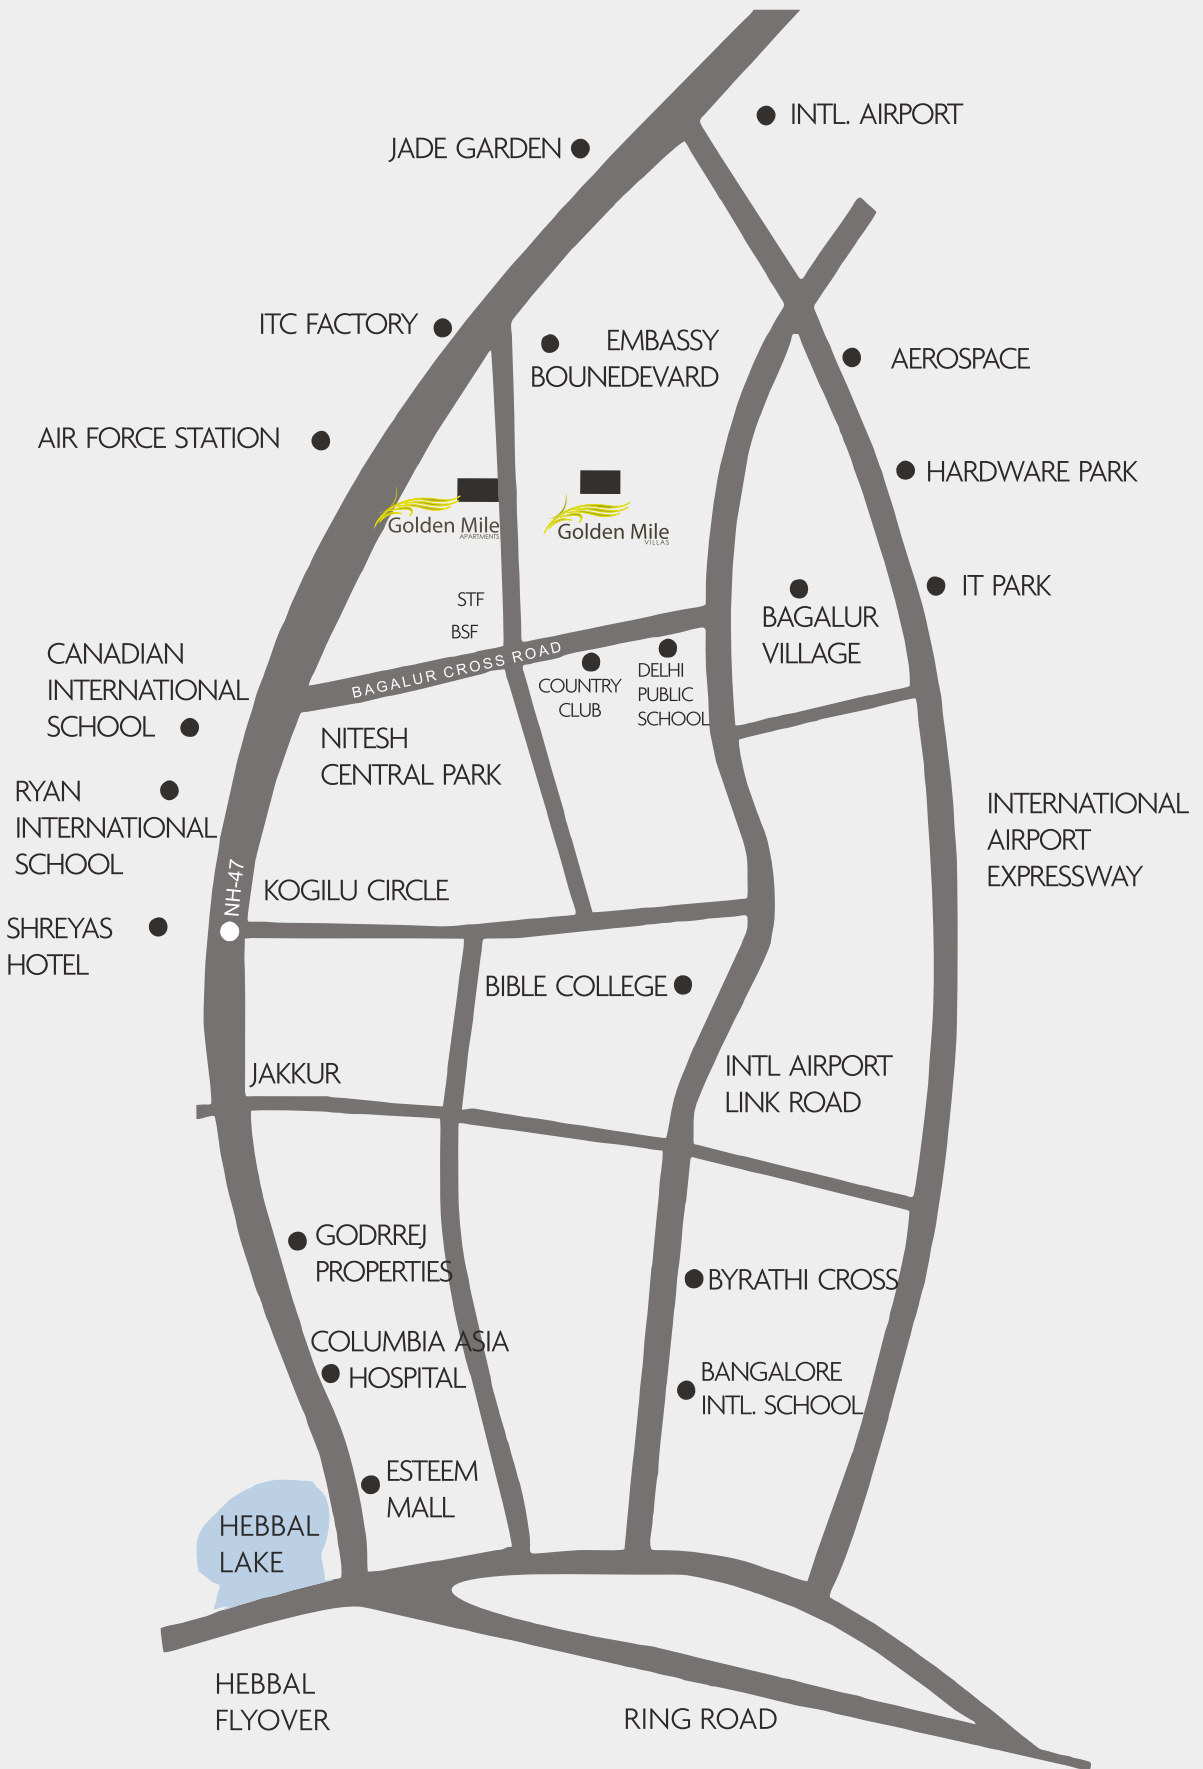 INTL. AIRPORT
JADE GARDEN
ITC FACTORY
EMBASSY
BOUNEDEVARD
AEROSPACE
AIR FORCE STATION
HARDWARE PARK
Golden Mile
APARTMENTS
Golden Mile
VILLAS
IT PARK
STF
BSF
BAGALUR
VILLAGE
BAGALUR CROSS ROAD
CANADIAN
INTERNATIONAL
SCHOOL
COUNTRY
CLUB
DELHI
PUBLIC
SCHOOL
NITESH
CENTRAL PARK
RYAN
INTERNATIONAL
SCHOOL
INTERNATIONAL
AIRPORT
EXPRESSWAY
NH-47
KOGILU CIRCLE
SHREYAS
HOTEL
BIBLE COLLEGE
JAKKUR
INTL AIRPORT
LINK ROAD
GODRREJ
PROPERTIES
BYRATHI CROSS
COLUMBIA ASIA
HOSPITAL
BANGALORE
INTL. SCHOOL
ESTEEM
MALL
HEBBAL
LAKE
HEBBAL
FLYOVER
RING ROAD